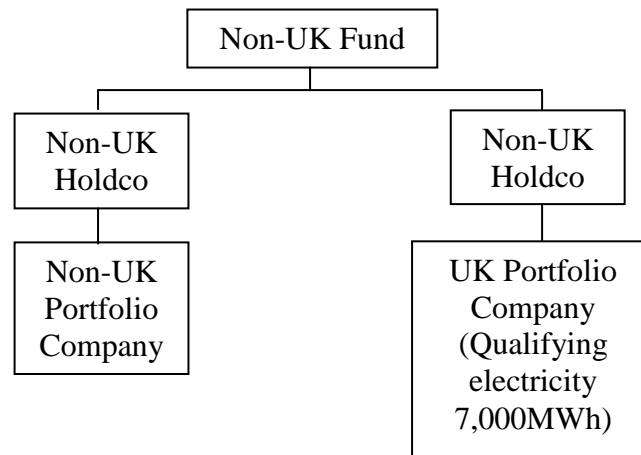 Non-UK Fund
Non-UK
Holdco
Non-UK
Holdco
Non-UK
Portfolio
Company
UK Portfolio
Company
(Qualifying
electricity
7,000MWh)